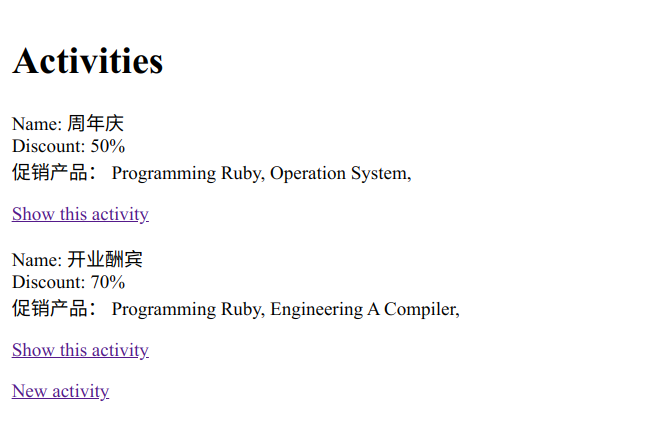 Activities
Name: 周年庆
Discount: 50%
促销产品： Programming Ruby, Operation System,
Show this activity
Name: 开业酬宾
Discount: 70%
促销产品： Programming Ruby, Engineering A Compiler,
Show this activity
New activity